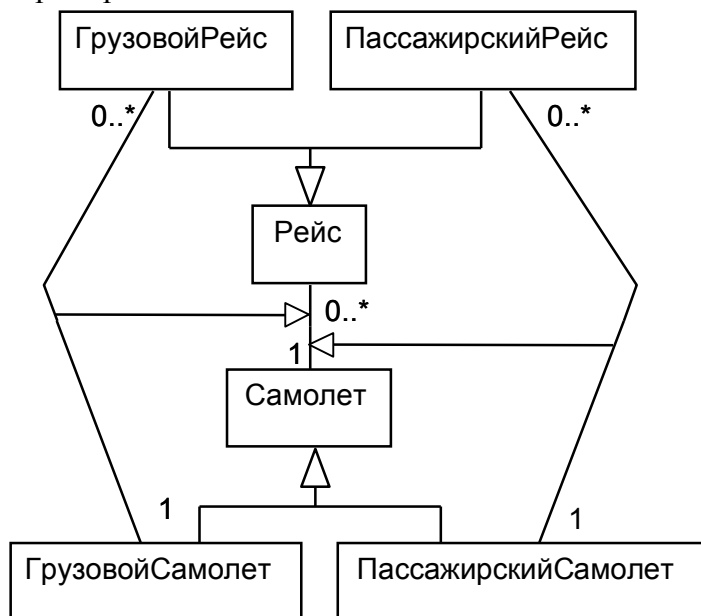 ГрузовойРейс
ПассажирскийРейс
0..*
0..*
Рейс
0..*
1
Самолет
1
1
ГрузовойСамолет
ПассажирскийСамолет